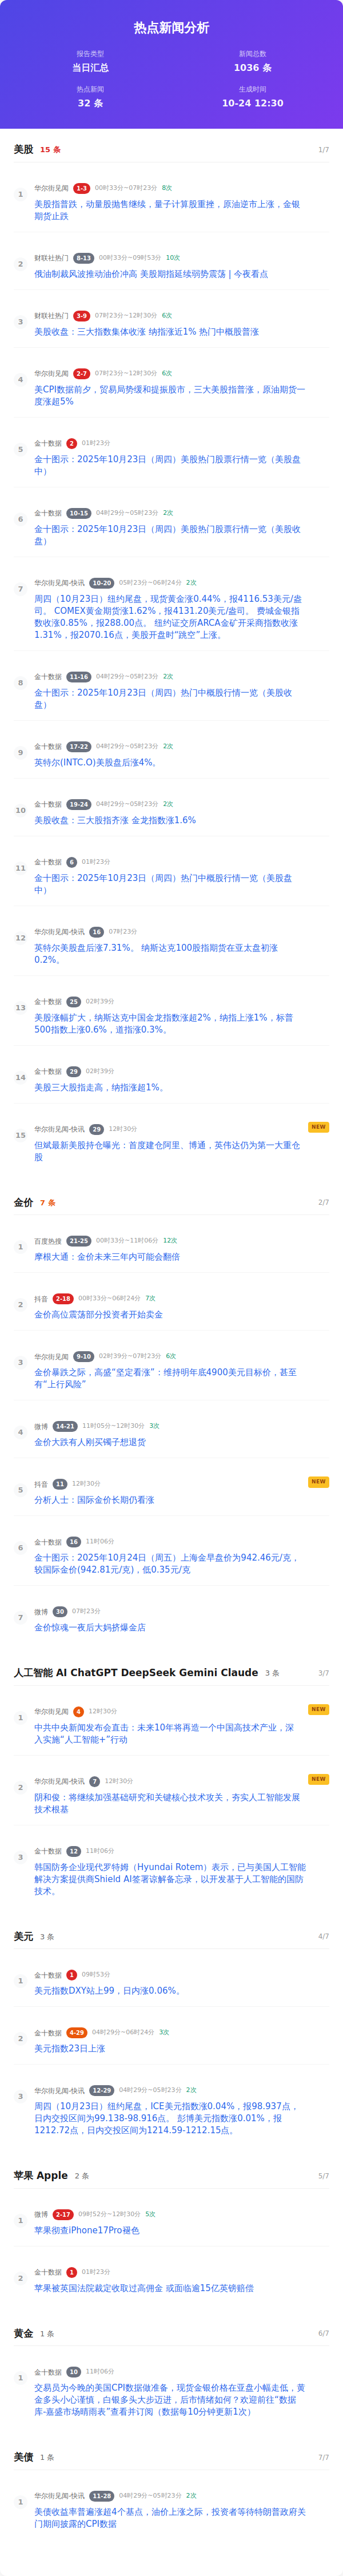 热点新闻分析
报告类型
当日汇总
新闻总数
1036 条
热点新闻
32 条
生成时间
10-24 12:30
美股 15 条 1/7
1
华尔街见闻 1-3 00时33分~07时23分 8次
美股指普跌，动量股抛售继续，量子计算股重挫，原油逆市上涨，金银
期货止跌
2
财联社热门 8-13 00时33分~09时53分 10次
俄油制裁风波推动油价冲高 美股期指延续弱势震荡 | 今夜看点
3
财联社热门 3-9 07时23分~12时30分 6次
美股收盘：三大指数集体收涨 纳指涨近1% 热门中概股普涨
4
华尔街见闻 2-7 07时23分~12时30分 6次
美CPI数据前夕，贸易局势缓和提振股市，三大美股指普涨，原油期货一
度涨超5%
5
金十数据 2 01时23分
金十图示：2025年10月23日（周四）美股热门股票行情一览（美股盘
中）
6
金十数据 10-15 04时29分~05时23分 2次
金十图示：2025年10月23日（周四）美股热门股票行情一览（美股收
盘）
7
华尔街见闻-快讯 10-20 05时23分~06时24分 2次
周四（10月23日）纽约尾盘，现货黄金涨0.44%，报4116.53美元/盎
司。 COMEX黄金期货涨1.62%，报4131.20美元/盎司。 费城金银指
数收涨0.85%，报288.00点。 纽约证交所ARCA金矿开采商指数收涨
1.31%，报2070.16点，美股开盘时“跳空”上涨。
8
金十数据 11-16 04时29分~05时23分 2次
金十图示：2025年10月23日（周四）热门中概股行情一览（美股收
盘）
9
金十数据 17-22 04时29分~05时23分 2次
英特尔(INTC.O)美股盘后涨4%。
10
金十数据 19-24 04时29分~05时23分 2次
美股收盘：三大股指齐涨 金龙指数涨1.6%
11
金十数据 6 01时23分
金十图示：2025年10月23日（周四）热门中概股行情一览（美股盘
中）
12
华尔街见闻-快讯 16 07时23分
英特尔美股盘后涨7.31%。 纳斯达克100股指期货在亚太盘初涨
0.2%。
13
金十数据 25 02时39分
美股涨幅扩大，纳斯达克中国金龙指数涨超2%，纳指上涨1%，标普
500指数上涨0.6%，道指涨0.3%。
14
金十数据 29 02时39分
美股三大股指走高，纳指涨超1%。
15
华尔街见闻-快讯 29 12时30分 NEW
但斌最新美股持仓曝光：首度建仓阿里、博通，英伟达仍为第一大重仓
股
金价 7 条 2/7
1
百度热搜 21-25 00时33分~11时06分 12次
摩根大通：金价未来三年内可能会翻倍
2
抖音 2-18 00时33分~06时24分 7次
金价高位震荡部分投资者开始卖金
3
华尔街见闻 9-10 02时39分~07时23分 6次
金价暴跌之际，高盛“坚定看涨”：维持明年底4900美元目标价，甚至
有“上行风险”
4
微博 14-21 11时05分~12时30分 3次
金价大跌有人刚买镯子想退货
5
抖音 11 12时30分 NEW
分析人士：国际金价长期仍看涨
6
金十数据 16 11时06分
金十图示：2025年10月24日（周五）上海金早盘价为942.46元/克，
较国际金价(942.81元/克)，低0.35元/克
7
微博 30 07时23分
金价惊魂一夜后大妈挤爆金店
人工智能 AI ChatGPT DeepSeek Gemini Claude 3 条 3/7
1
华尔街见闻 4 12时30分 NEW
中共中央新闻发布会直击：未来10年将再造一个中国高技术产业，深
入实施“人工智能+”行动
2
华尔街见闻-快讯 7 12时30分 NEW
阴和俊：将继续加强基础研究和关键核心技术攻关，夯实人工智能发展
技术根基
3
金十数据 12 11时06分
韩国防务企业现代罗特姆（Hyundai Rotem）表示，已与美国人工智能
解决方案提供商Shield AI签署谅解备忘录，以开发基于人工智能的国防
技术。
美元 3 条 4/7
1
金十数据 1 09时53分
美元指数DXY站上99，日内涨0.06%。
2
金十数据 4-29 04时29分~06时24分 3次
美元指数23日上涨
3
华尔街见闻-快讯 12-29 04时29分~05时23分 2次
周四（10月23日）纽约尾盘，ICE美元指数涨0.04%，报98.937点，
日内交投区间为99.138-98.916点。 彭博美元指数涨0.01%，报
1212.72点，日内交投区间为1214.59-1212.15点。
苹果 Apple 2 条 5/7
1
微博 2-17 09时52分~12时30分 5次
苹果彻查iPhone17Pro褪色
2
金十数据 1 01时23分
苹果被英国法院裁定收取过高佣金 或面临逾15亿英镑赔偿
黄金 1 条 6/7
1
金十数据 10 11时06分
交易员为今晚的美国CPI数据做准备，现货金银价格在亚盘小幅走低，黄
金多头小心谨慎，白银多头大步迈进，后市情绪如何？欢迎前往“数据
库-嘉盛市场晴雨表”查看并订阅（数据每10分钟更新1次）
美债 1 条 7/7
1
华尔街见闻-快讯 11-28 04时29分~05时23分 2次
美债收益率普遍涨超4个基点，油价上涨之际，投资者等待特朗普政府关
门期间披露的CPI数据